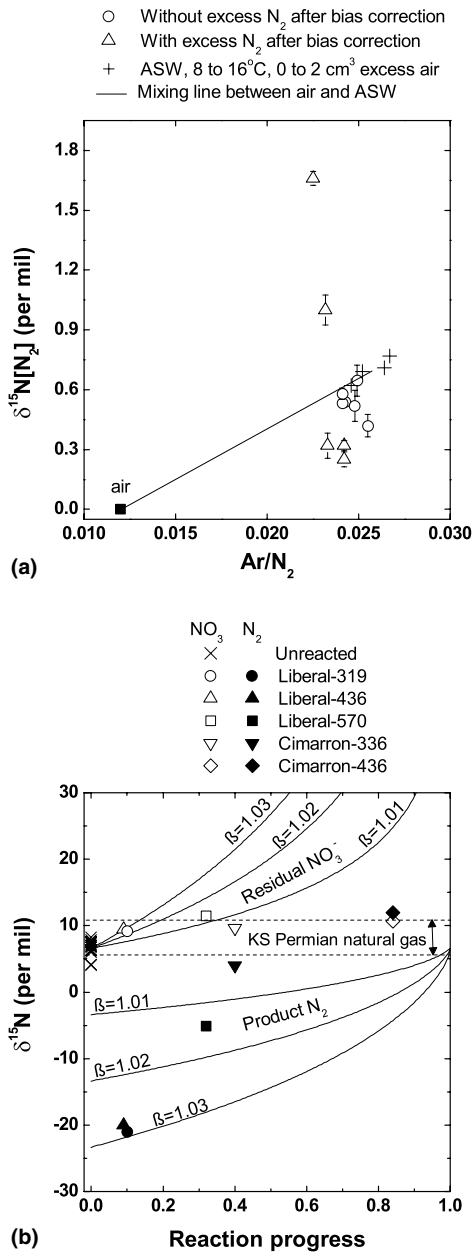 Without excess N₂ after bias correction
With excess N₂ after bias correction
ASW, 8 to 16°C, 0 to 2 cm³ excess air
Mixing line between air and ASW
1.8
1.5
1.2
0.9
0.6
0.3
0.0
δ¹⁵N[N₂] (per mil)
air
0.010 0.015 0.020 0.025 0.030
(a)
Ar/N₂
NO₃ N₂
Unreacted
Liberal-319
Liberal-436
Liberal-570
Cimarron-336
Cimarron-436
30
20
10
0
-10
-20
-30
δ¹⁵N (per mil)
ß=1.03
ß=1.02
ß=1.01
Residual NO₃⁻
KS Permian natural gas
ß=1.01
Product N₂
ß=1.02
ß=1.03
0.0 0.2 0.4 0.6 0.8 1.0
(b)
Reaction progress